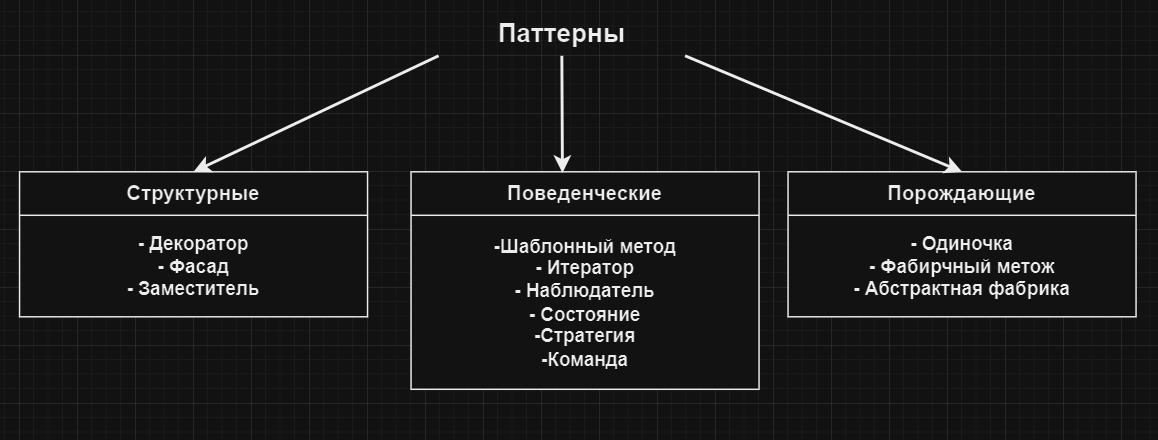 Паттерны
Структурные
- Декоратор
- Фасад
- Заместитель
Поведенческие
-Шаблонный метод
- Итератор
- Наблюдатель
- Состояние
-Стратегия
-Команда
Порождающие
- Одиночка
- Фабирчный метож
- Абстрактная фабрика